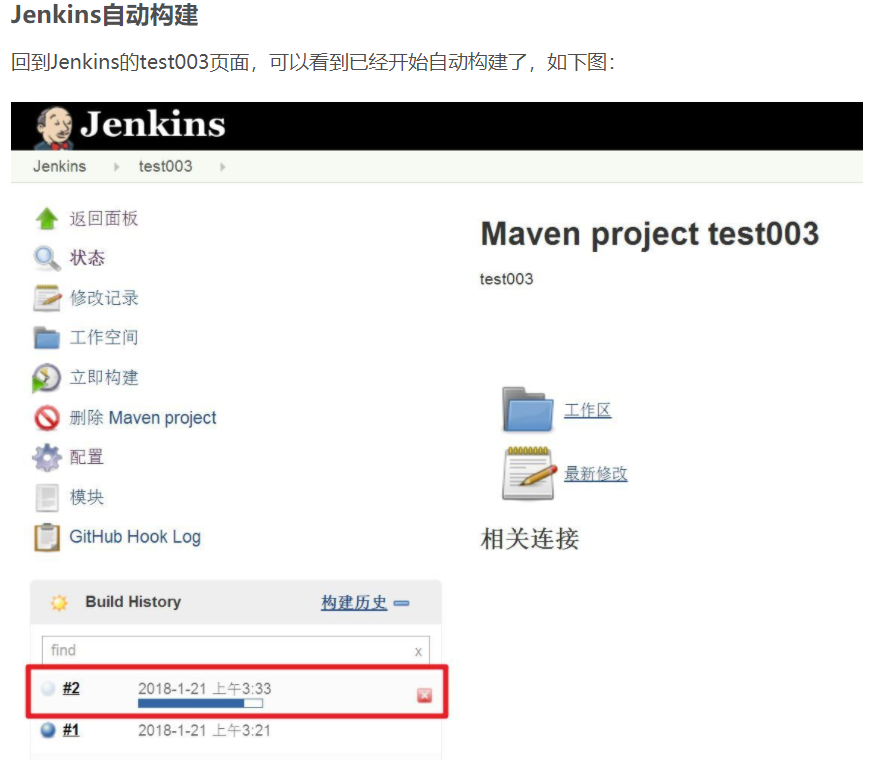 Jenkins自动构建
回到Jenkins的test003页面，可以看到已经开始自动构建了，如下图：
Jenkins
Jenkins test003
返回面板
状态
修改记录
工作空间
立即构建
删除 Maven project
配置
模块
GitHub Hook Log
Maven project test003
test003
工作区
最新修改
相关连接
Build History 构建历史
find x
#2 2018-1-21 上午3:33
#1 2018-1-21 上午3:21